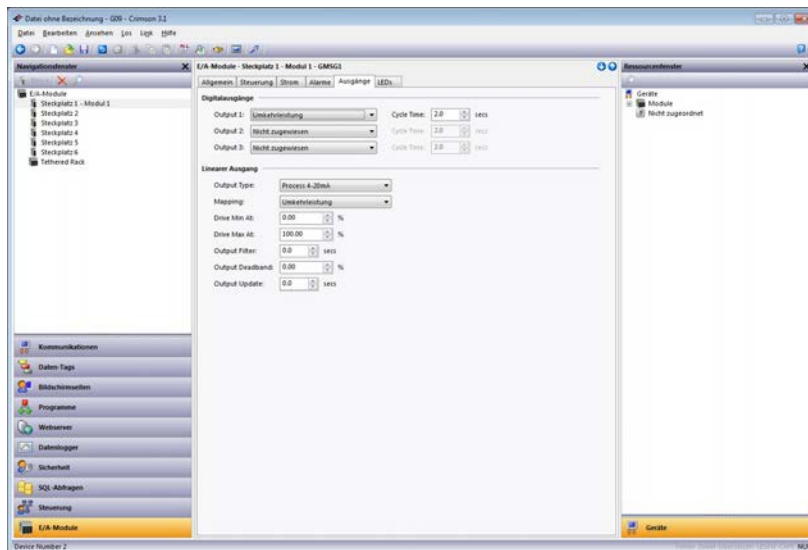 Datei ohne Bezeichnung - G09 - Crimson 3.1
Datei Bearbeiten Ansehen Los Link Hilfe
Navigationsfenster
E/A-Module
Steckplatz 1 - Modul 1
Steckplatz 2
Steckplatz 3
Steckplatz 4
Steckplatz 5
Steckplatz 6
Tethered Rack
Kommunikationen
Daten-Tags
Bildschirmseiten
Programme
Webserver
Datenlogger
Sicherheit
SQL-Abfragen
Steuerung
E/A-Module
E/A-Module - Steckplatz 1 - Modul 1 - GMSG1
Allgemein Steuerung Strom Alarme Ausgänge LEDs
Digitalausgänge
Output 1: Umkehrleistung Cycle Time: 2.0 secs
Output 2: Nicht zugewiesen Cycle Time: 2.0 secs
Output 3: Nicht zugewiesen Cycle Time: 2.0 secs
Linearer Ausgang
Output Type: Process 4-20mA
Mapping: Umkehrleistung
Drive Min At: 0.00 %
Drive Max At: 100.00 %
Output Filter: 0.0 secs
Output Deadband: 0.00 %
Output Update: 0.0 secs
Ressourcenfenster
Geräte
Module
Nicht zugeordnet
Geräte
Device Number 2